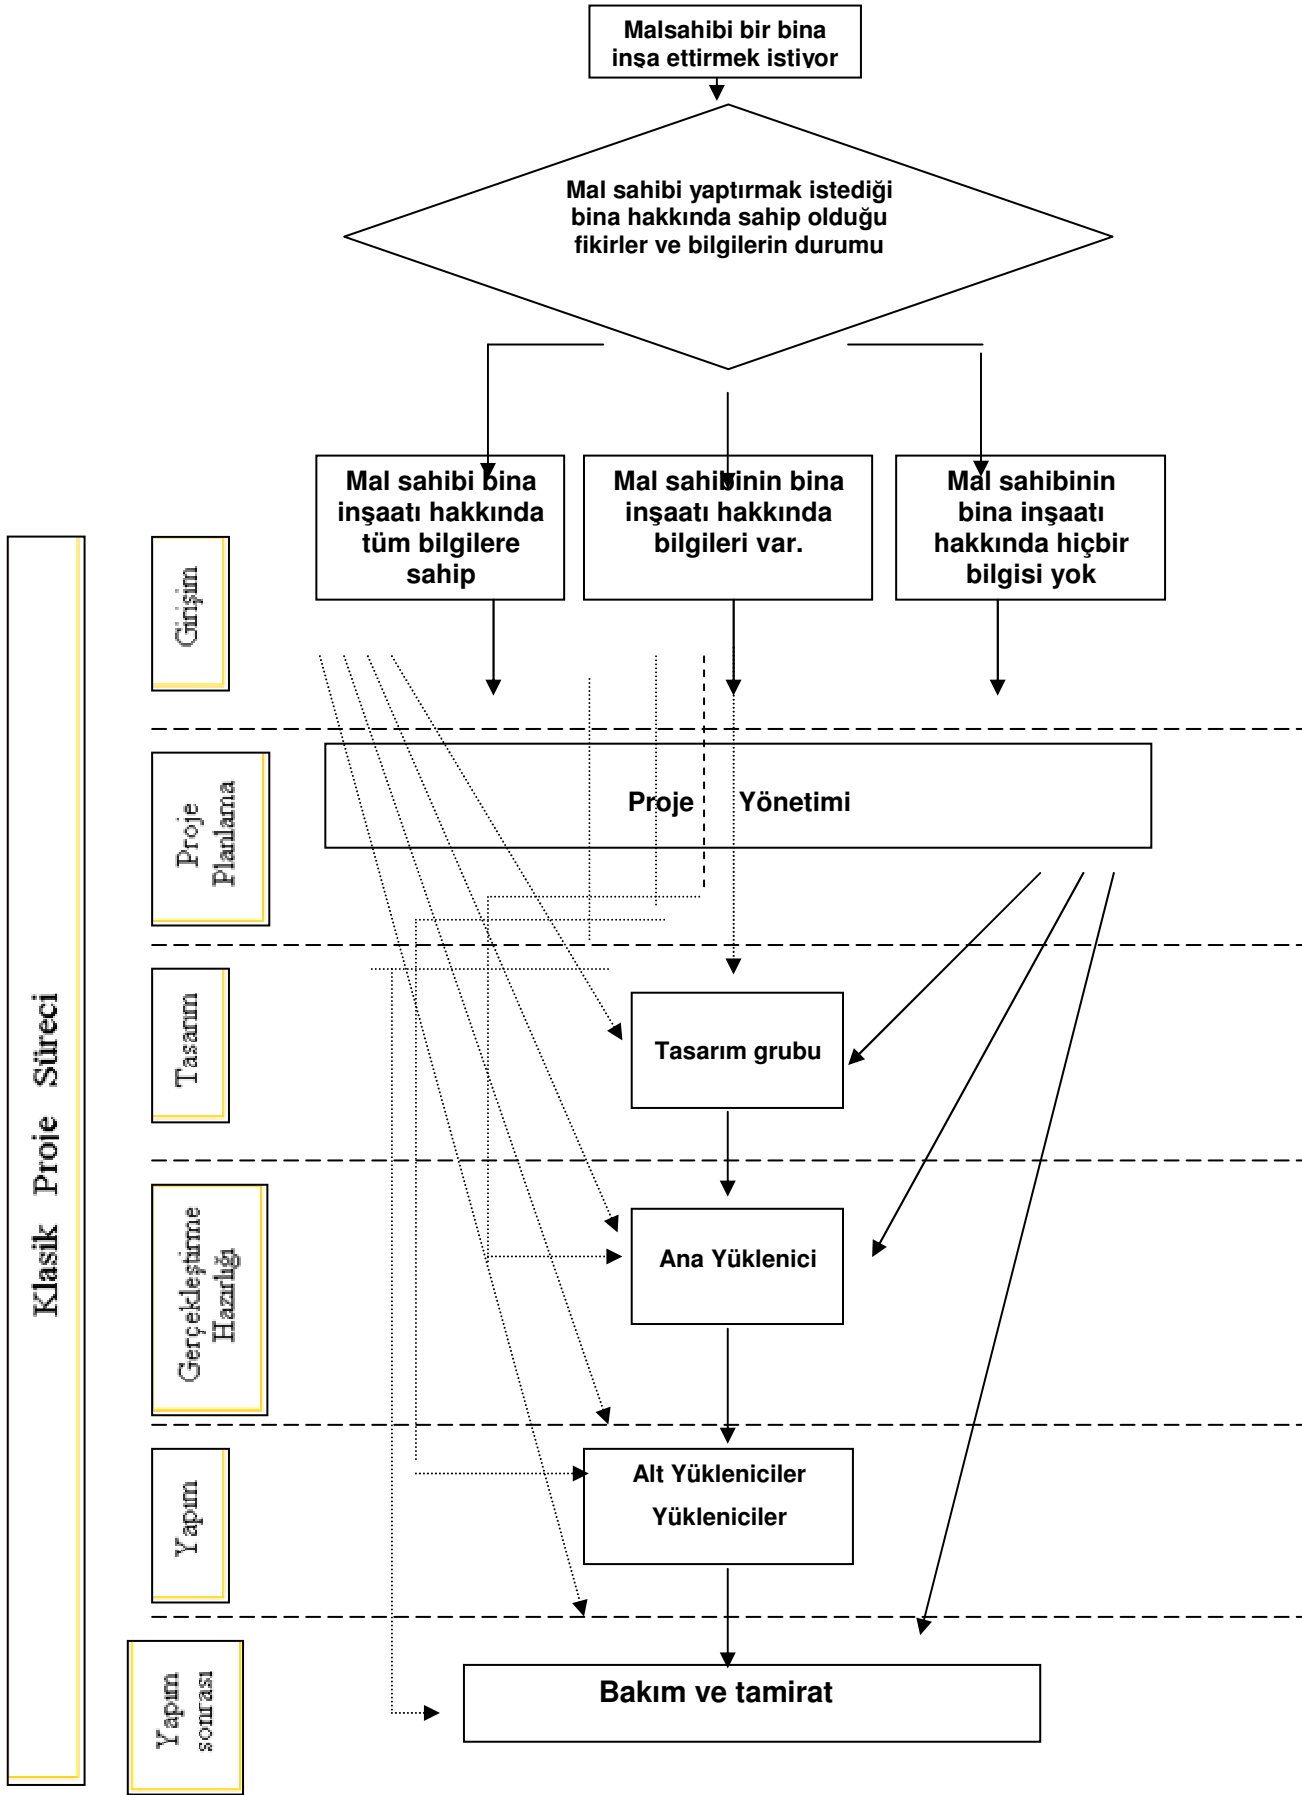 Malsahibi bir bina
inşa ettirmek istiyor
Mal sahibi yaptırmak istediği
bina hakkında sahip olduğu
fikirler ve bilgilerin durumu
Mal sahibi bina
inşaatı hakkında
tüm bilgilere
sahip
Mal sahibinin bina
inşaatı hakkında
bilgileri var.
Mal sahibinin
bina inşaatı
hakkında hiçbir
bilgisi yok
Klasik Proje Süreci
Girişim
Proje
Planlama
Proje Yönetimi
Tasarım
Tasarım grubu
Gerçekleştirme
Hazırlığı
Ana Yüklenici
Yapım
Alt Yükleniciler
Yükleniciler
Yapım
sonrası
Bakım ve tamirat